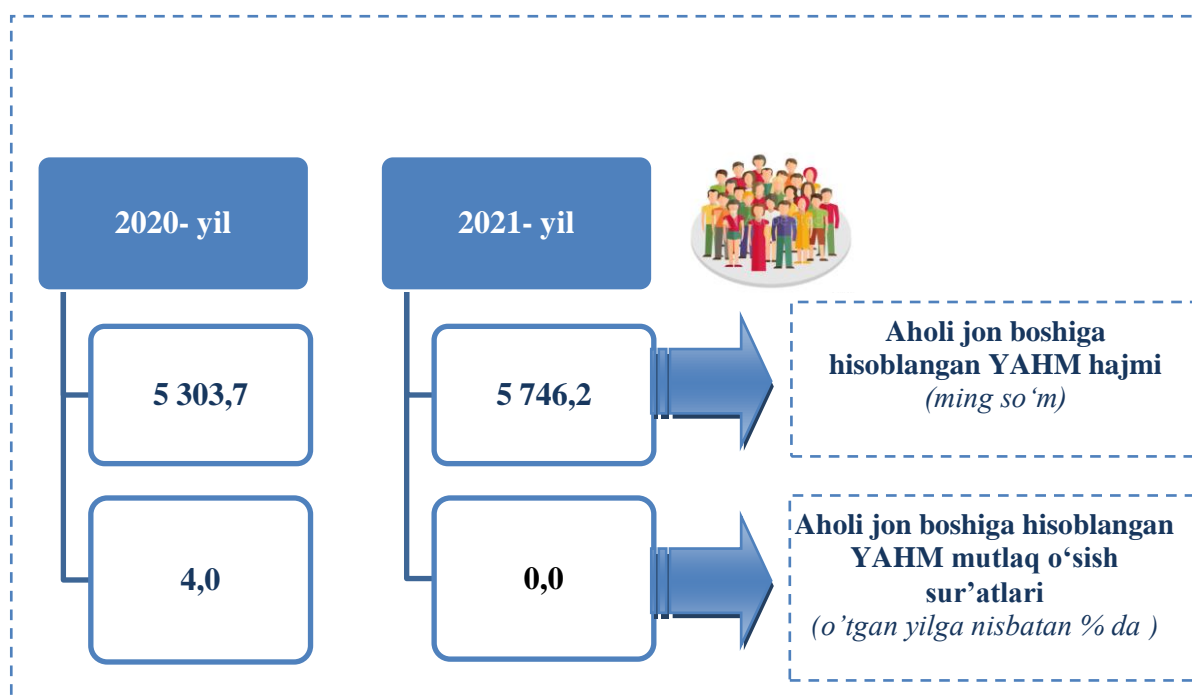 2020- yil
2021- yil
5 303,7
5 746,2
Aholi jon boshiga
hisoblangan YAHM hajmi
(ming so‘m)
4,0
0,0
Aholi jon boshiga hisoblangan
YAHM mutlaq o‘sish
sur’atlari
(o’tgan yilga nisbatan % da )